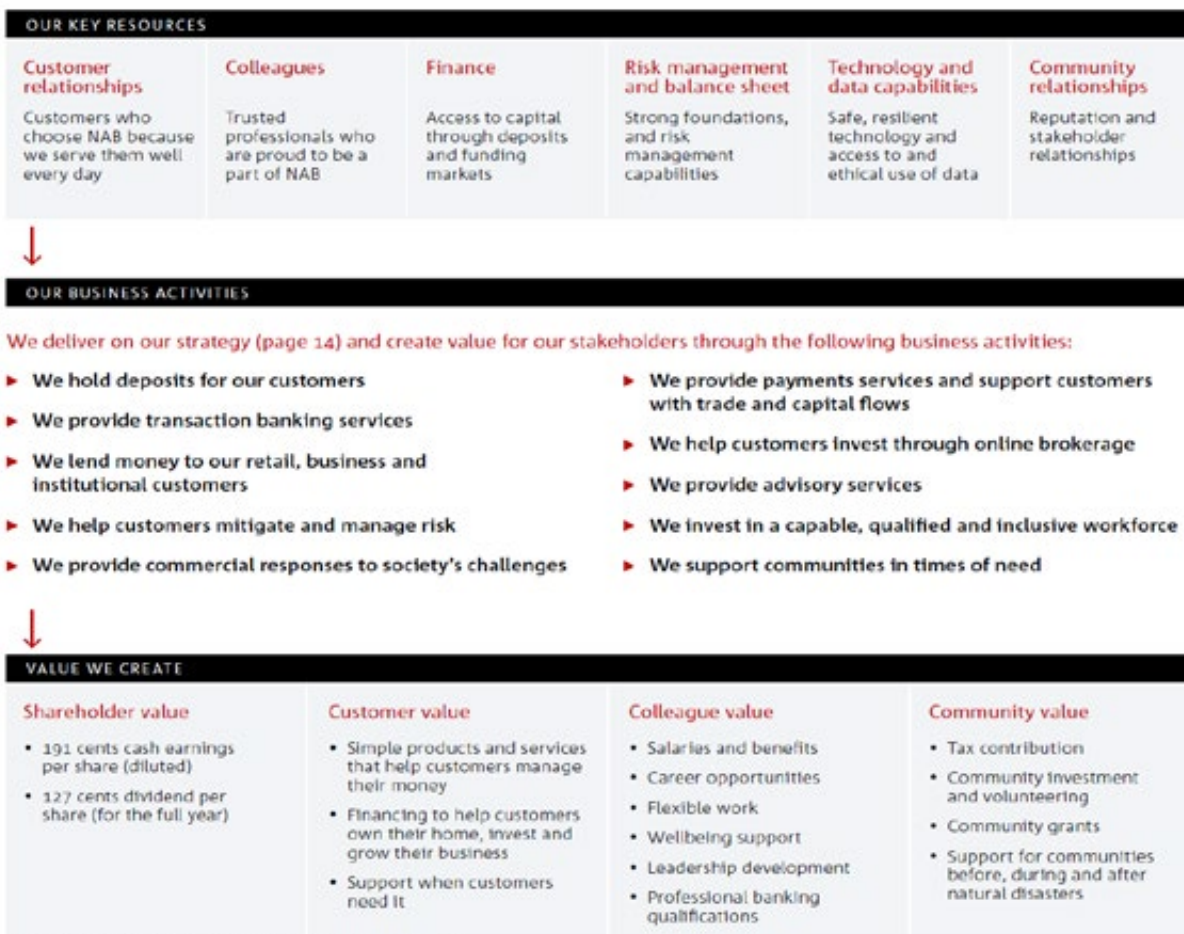 OUR KEY RESOURCES
Customer
relationships
Customers who
choose NAB because
we serve them well
every day
Colleagues
Trusted
professionals who
are proud to be a
part of NAB
Finance
Access to capital
through deposits
and funding
markets
Risk management
and balance sheet
Strong foundations,
and risk
management
capabilities
Technology and
data capabilities
Safe, resilient
technology and
access to and
ethical use of data
Community
relationships
Reputation and
stakeholder
relationships
OUR BUSINESS ACTIVITIES
We deliver on our strategy (page 14) and create value for our stakeholders through the following business activities:
► We hold deposits for our customers
► We provide transaction banking services
► We lend money to our retail, business and
institutional customers
► We help customers mitigate and manage risk
► We provide commercial responses to society's challenges
► We provide payments services and support customers
with trade and capital flows
► We help customers invest through online brokerage
► We provide advisory services
► We invest in a capable, qualified and inclusive workforce
► We support communities in times of need
VALUE WE CREATE
Shareholder value
• 191 cents cash earnings
per share (diluted)
• 127 cents dividend per
share (for the full year)
Customer value
• Simple products and services
that help customers manage
their money
• Financing to help customers
own their home, invest and
grow their business
• Support when customers
need it
Colleague value
• Salaries and benefits
• Career opportunities
• Flexible work
• Wellbeing support
• Leadership development
• Professional banking
qualifications
Community value
• Tax contribution
• Community investment
and volunteering
• Community grants
• Support for communities
before, during and after
natural disasters